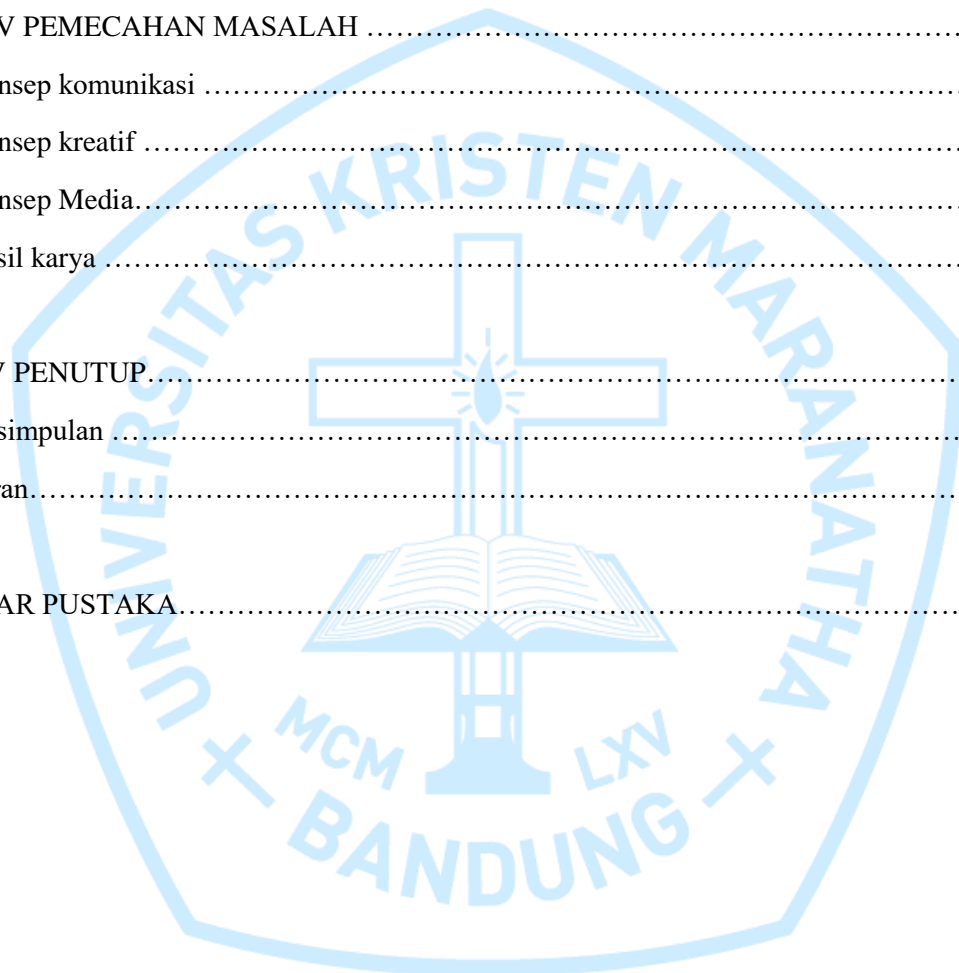 V PEMECAHAN MASALAH ……………………………………………………
nsep komunikasi ………………………………………………………………………
nsep kreatif ……………………………………………………………………………
nsep Media……………………………………………………………………………
sil karya ………………………………………………………………………………
V PENUTUP……………………………………………………………………………
simpulan ………………………………………………………………………………
ran………………………………………………………………………………………
AR PUSTAKA…………………………………………………………………………
UNIVERSITAS KRISTEN MARANATHA
MCM LXV
BANDUNG